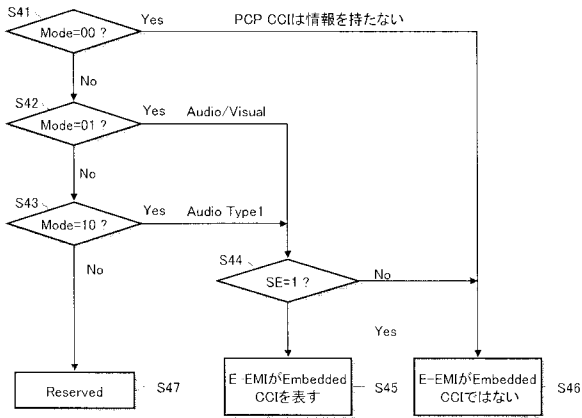 S41
Mode=00 ?
Yes
PCP CCIは情報を持たない
No
S42
Mode=01 ?
Yes
Audio/Visual
No
S43
Mode=10 ?
Yes
Audio Type1
No
S44
SE=1 ?
No
Yes
Reserved
S47
E-EMIがEmbedded
CCIを表す
S45
E-EMIがEmbedded
CCIではない
S46